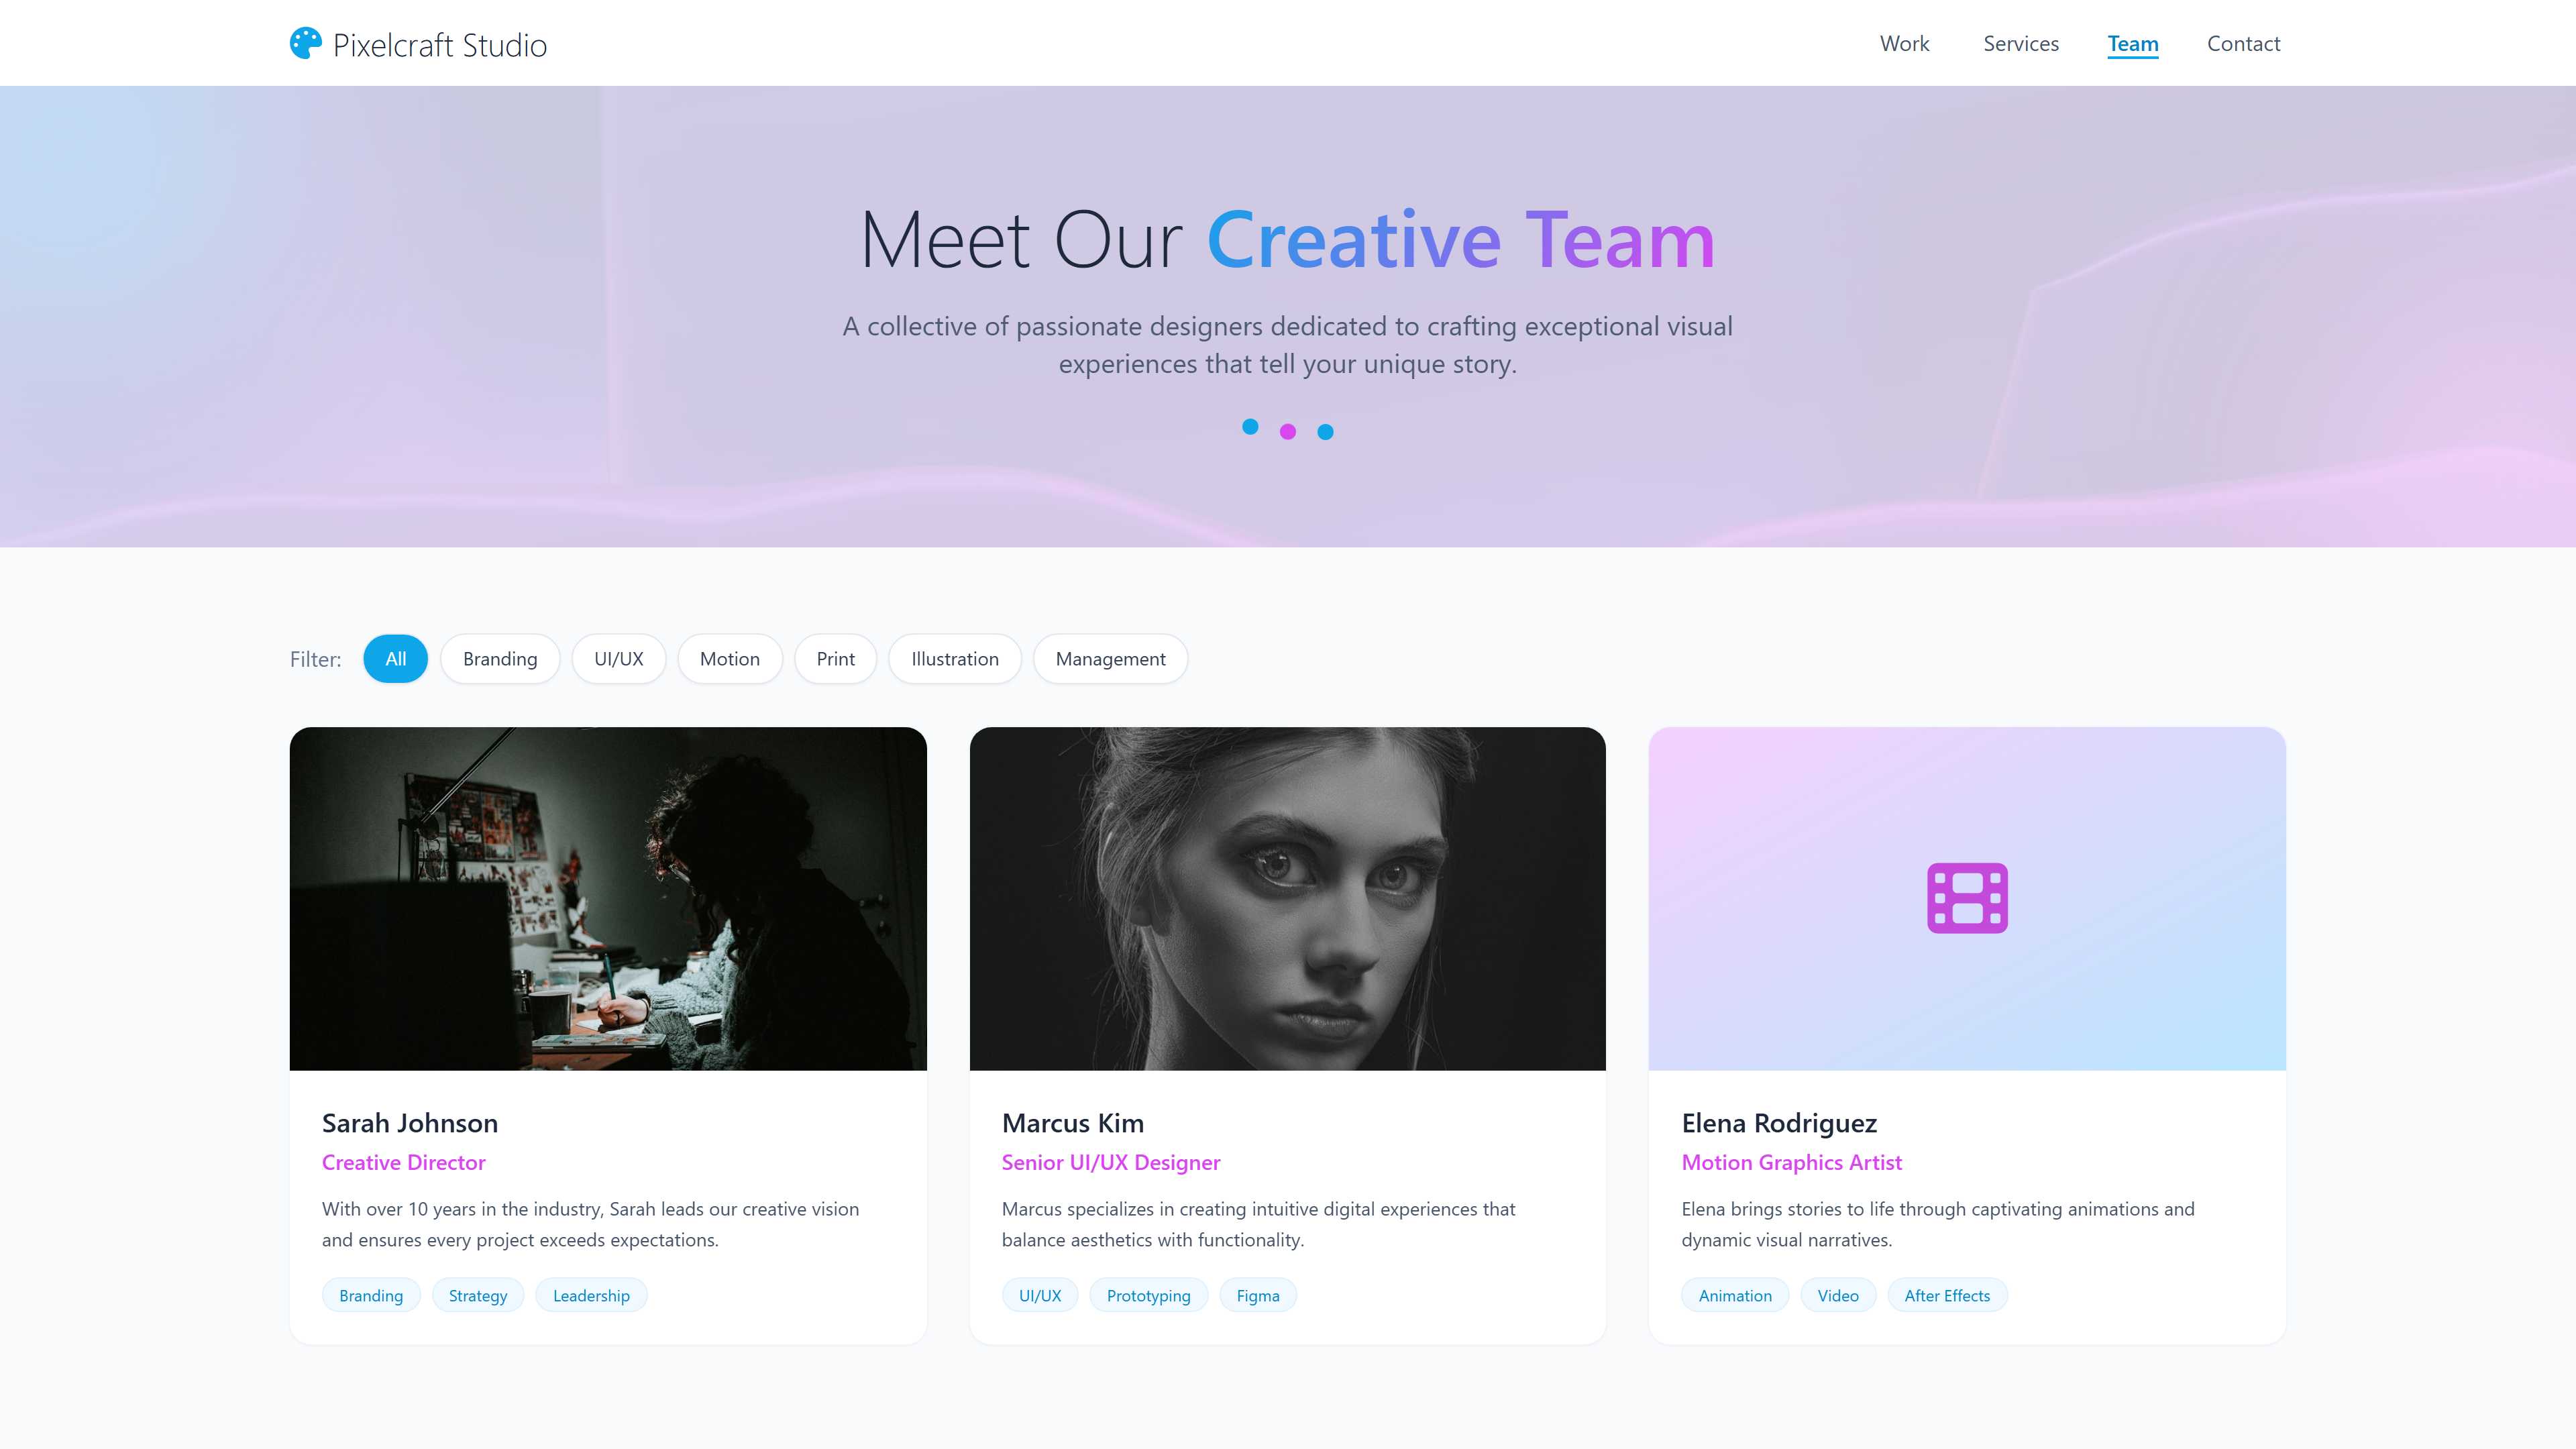 Pixelcraft Studio
Work Services Team Contact
Meet Our Creative Team
A collective of passionate designers dedicated to crafting exceptional visual
experiences that tell your unique story.
Filter: All Branding UI/UX Motion Print Illustration Management
Sarah Johnson
Creative Director
With over 10 years in the industry, Sarah leads our creative vision
and ensures every project exceeds expectations.
Branding Strategy Leadership
Marcus Kim
Senior UI/UX Designer
Marcus specializes in creating intuitive digital experiences that
balance aesthetics with functionality.
UI/UX Prototyping Figma
Elena Rodriguez
Motion Graphics Artist
Elena brings stories to life through captivating animations and
dynamic visual narratives.
Animation Video After Effects